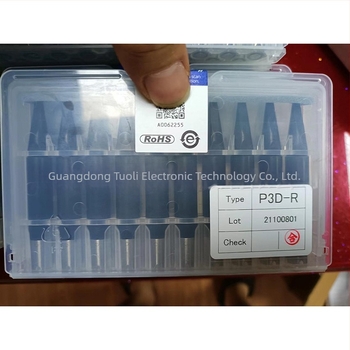 A0062255
RoHS
Guangdong Tuoli Electronic Technology Co., Ltd.
Type P3D-R
Lot 21100801
Check